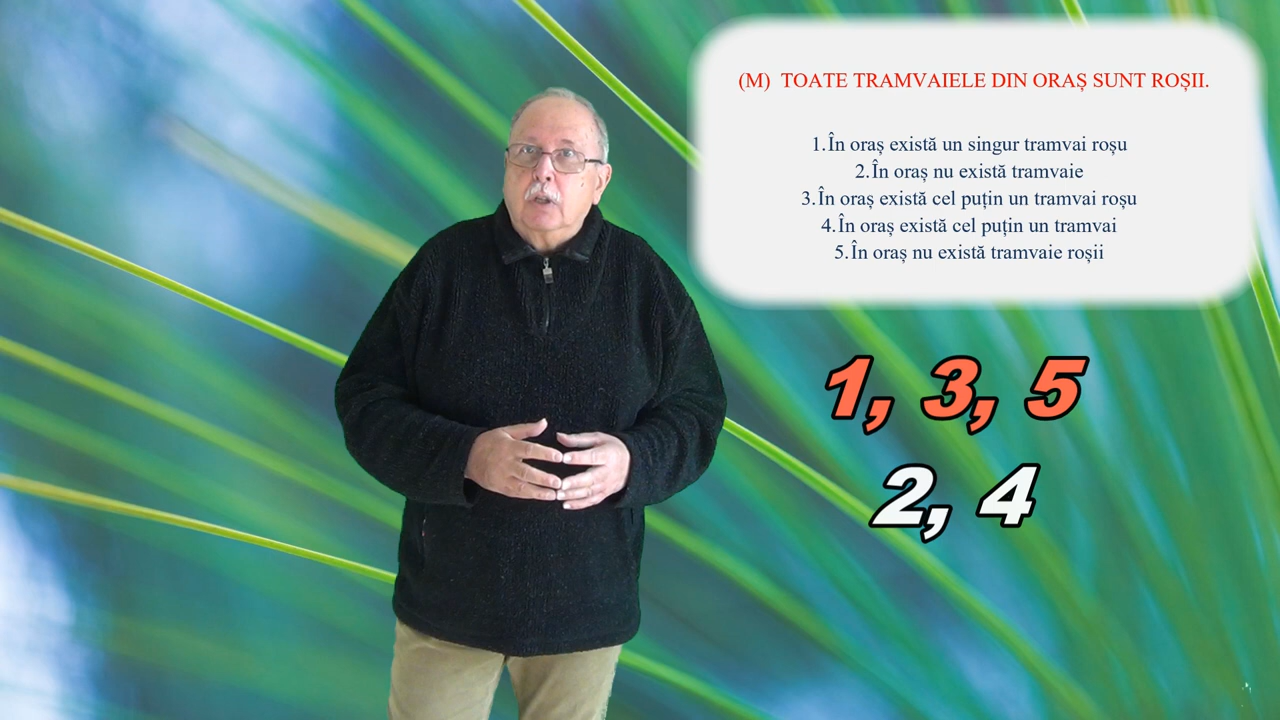 (M) TOATE TRAMVAIELE DIN ORAȘ SUNT ROȘII.
1.În oraș există un singur tramvai roșu
2.În oraș nu există tramvaie
3.În oraș există cel puțin un tramvai roșu
4.În oraș există cel puțin un tramvai
5.În oraș nu există tramvaie roșii
1, 3, 5
2, 4